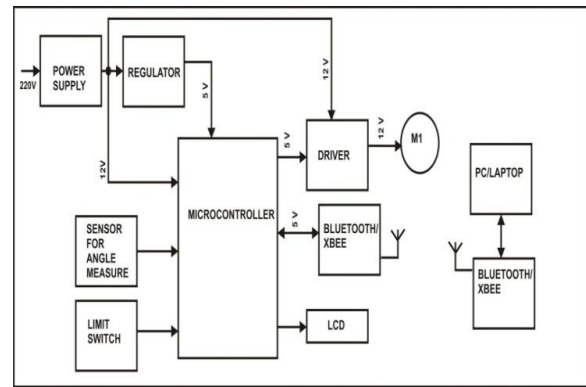 220V
POWER
SUPPLY
REGULATOR
5 V
12 V
12V
5 V
DRIVER
12 V
M1
MICROCONTROLLER
SENSOR
FOR
ANGLE
MEASURE
5 V
BLUETOOTH/
XBEE
LIMIT
SWITCH
LCD
PC/LAPTOP
BLUETOOTH/
XBEE